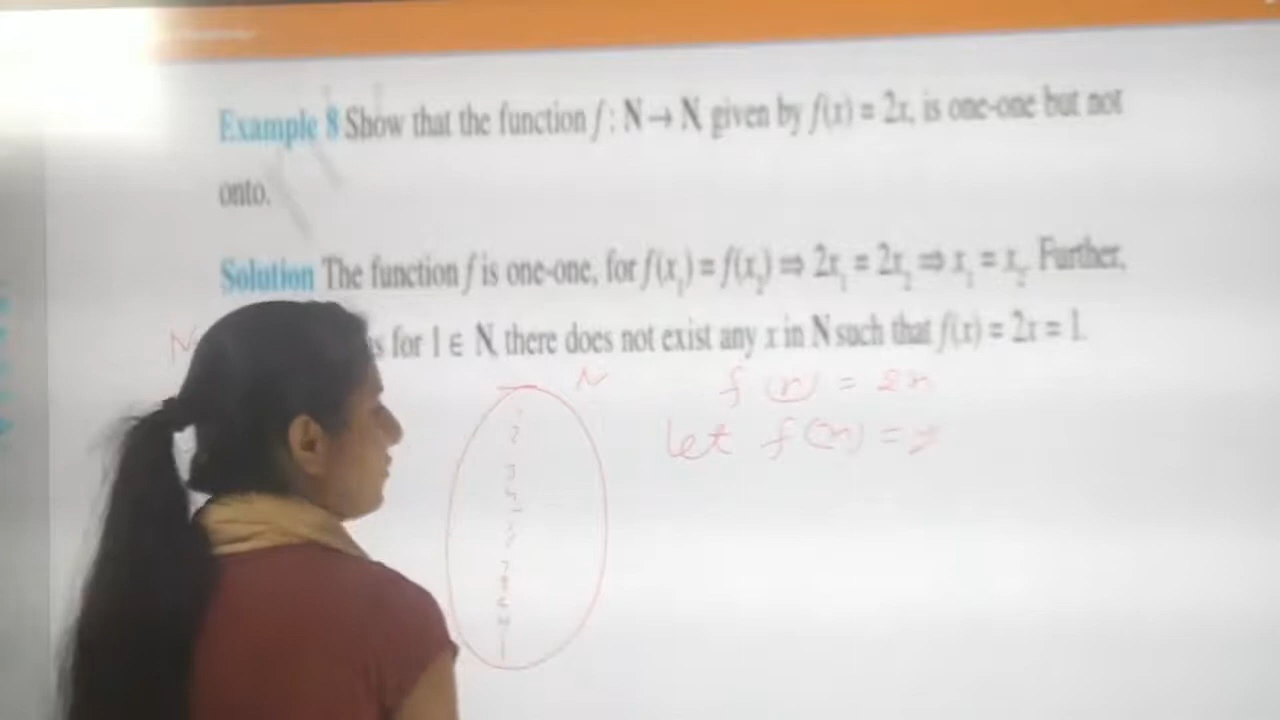 Example 8 Show that the function f : N → N given by f(x) = 2x, is one-one but not
onto.
Solution The function f is one-one, for f(x₁) = f(x₂) ⇒ 2x₁ = 2x₂ ⇒ x₁ = x₂. Further,
s for 1 ∈ N, there does not exist any x in N such that f(x) = 2x = 1.
N
N
f(x) = 2x
let f(x) = y
2
3